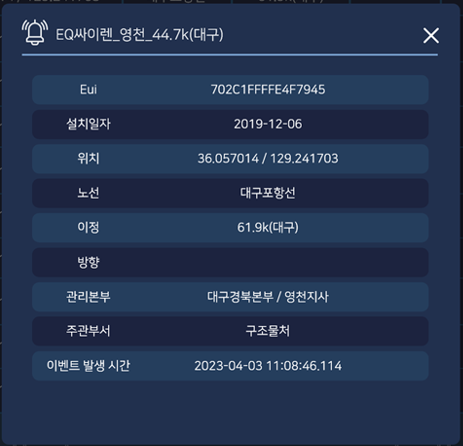 EQ싸이렌_영천_44.7k(대구)
Eui 702C1FFFFE4F7945
설치일자 2019-12-06
위치 36.057014 / 129.241703
노선 대구포항선
이정 61.9k(대구)
방향
관리본부 대구경북본부 / 영천지사
주관부서 구조물처
이벤트 발생 시간 2023-04-03 11:08:46.114